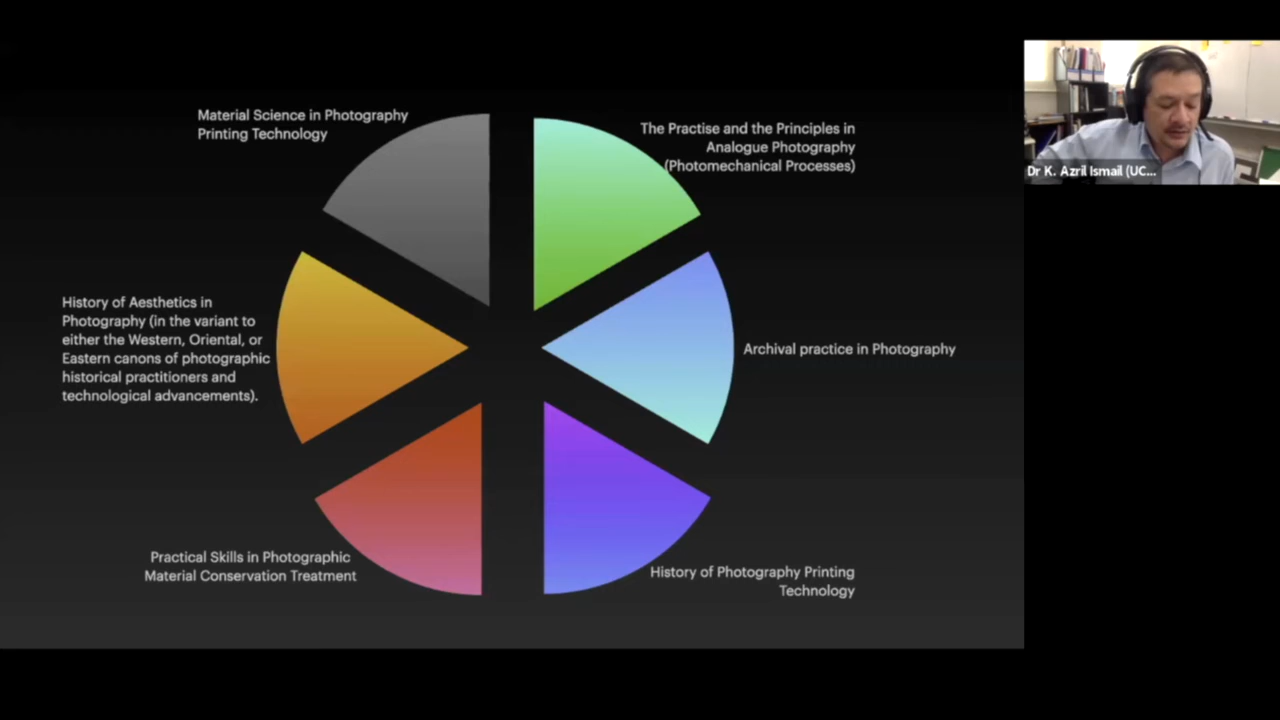 Material Science in Photography
Printing Technology
The Practise and the Principles in
Analogue Photography
(Photomechanical Processes)
History of Aesthetics in
Photography (in the variant to
either the Western, Oriental, or
Eastern canons of photographic
historical practitioners and
technological advancements).
Archival practice in Photography
Practical Skills in Photographic
Material Conservation Treatment
History of Photography Printing
Technology
Dr K. Azril Ismail (UC...